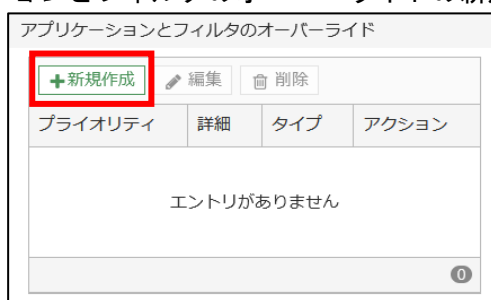 アプリケーションとフィルタのオーバーライド
+新規作成 編集 削除
プライオリティ 詳細 タイプ アクション
エントリがありません
0